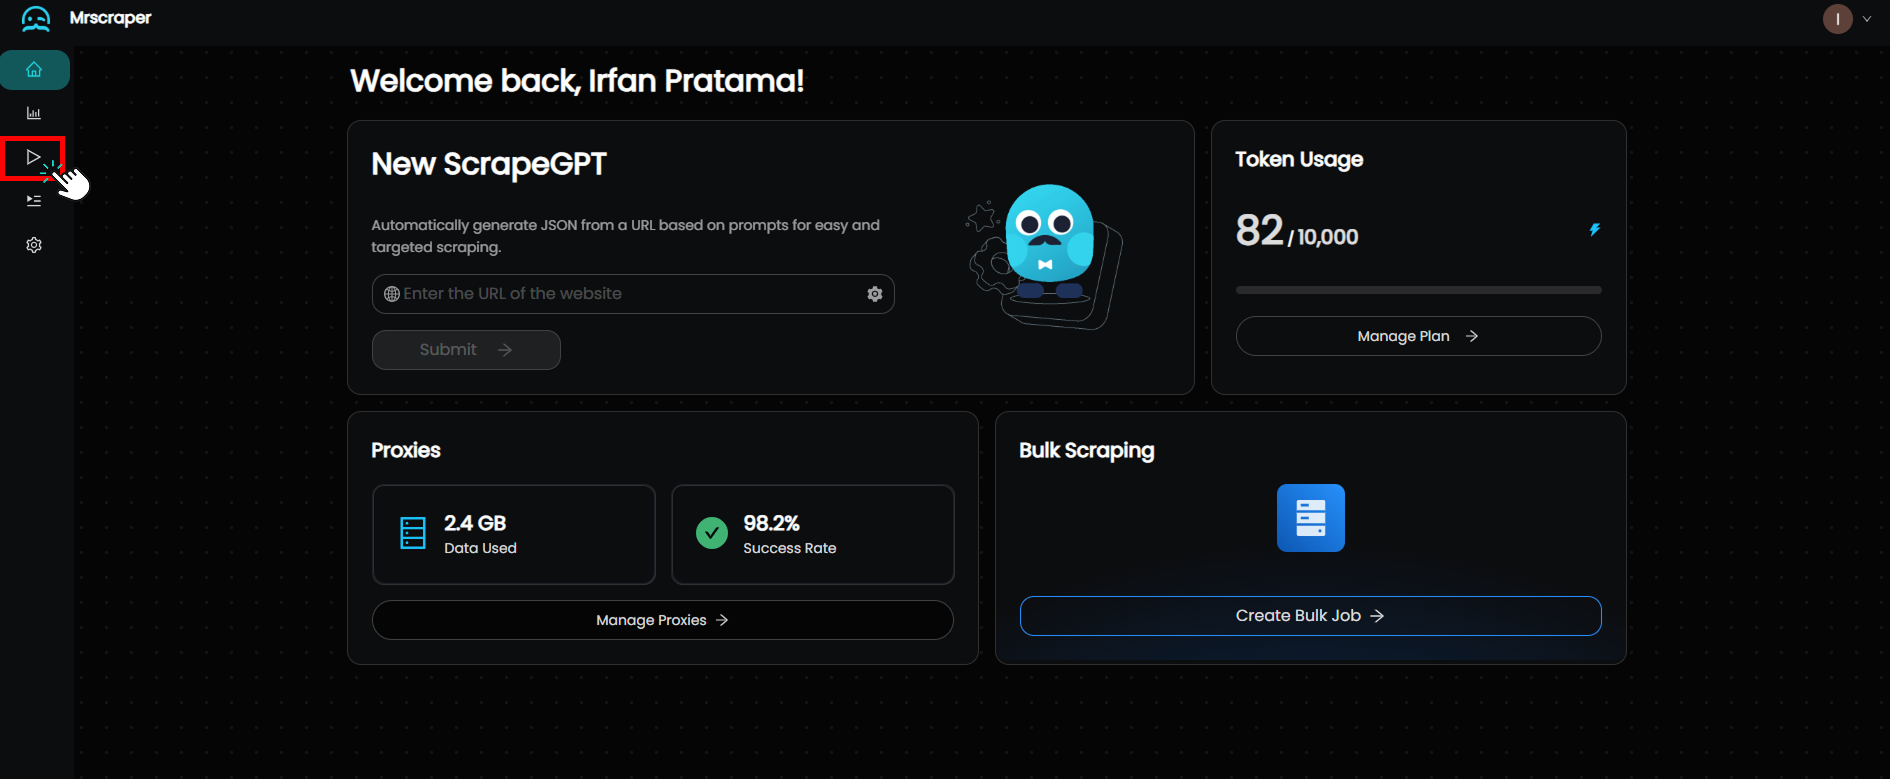 Mrscraper
I
Welcome back, Irfan Pratama!
New ScrapeGPT
Automatically generate JSON from a URL based on prompts for easy and
targeted scraping.
Enter the URL of the website
Submit
Token Usage
82 / 10,000
Manage Plan
Proxies
2.4 GB
Data Used
98.2%
Success Rate
Manage Proxies
Bulk Scraping
Create Bulk Job